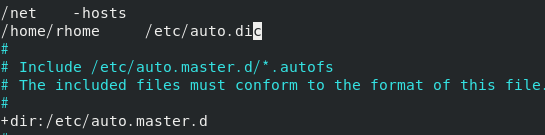 /net    -hosts
/home/rhome     /etc/auto.dic
#
# Include /etc/auto.master.d/*.autofs
# The included files must conform to the format of this file.
#
+dir:/etc/auto.master.d